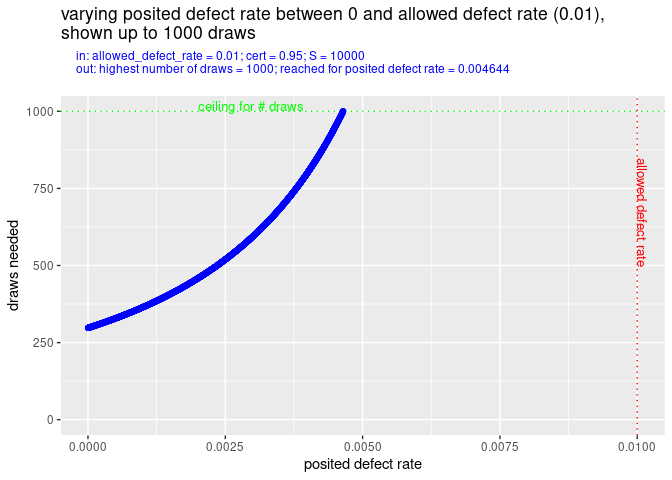 varying posited defect rate between 0 and allowed defect rate (0.01),
shown up to 1000 draws
in: allowed_defect_rate = 0.01; cert = 0.95; S = 10000
out: highest number of draws = 1000; reached for posited defect rate = 0.004644
ceiling for # draws
allowed defect rate
draws needed
1000
750
500
250
0
0.0000
0.0025
0.0050
0.0075
0.0100
posited defect rate